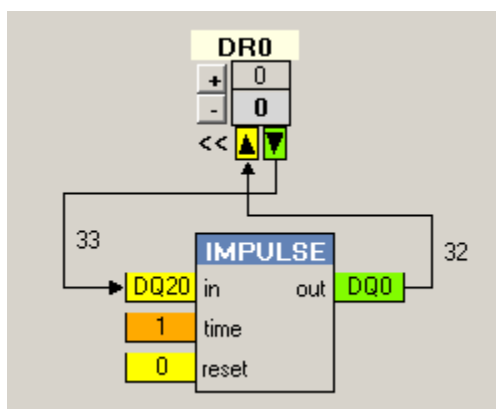 DR0
+ 0
- 0
<<
33
32
IMPULSE
DQ20 in out DQ0
1 time
0 reset